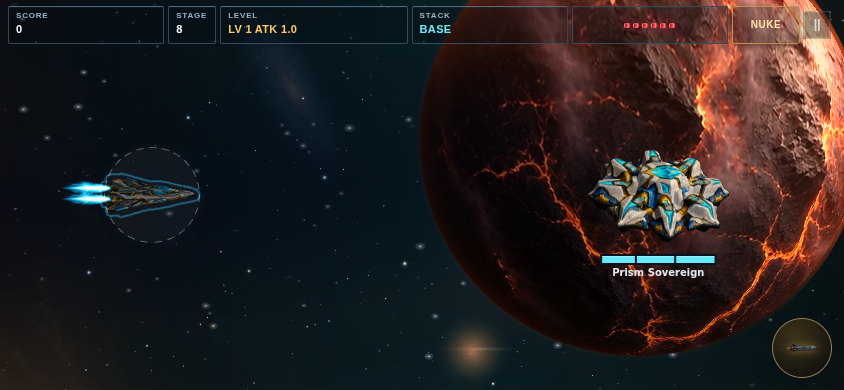 SCORE
0
STAGE
8
LEVEL
LV 1 ATK 1.0
STACK
BASE
NUKE
Prism Sovereign